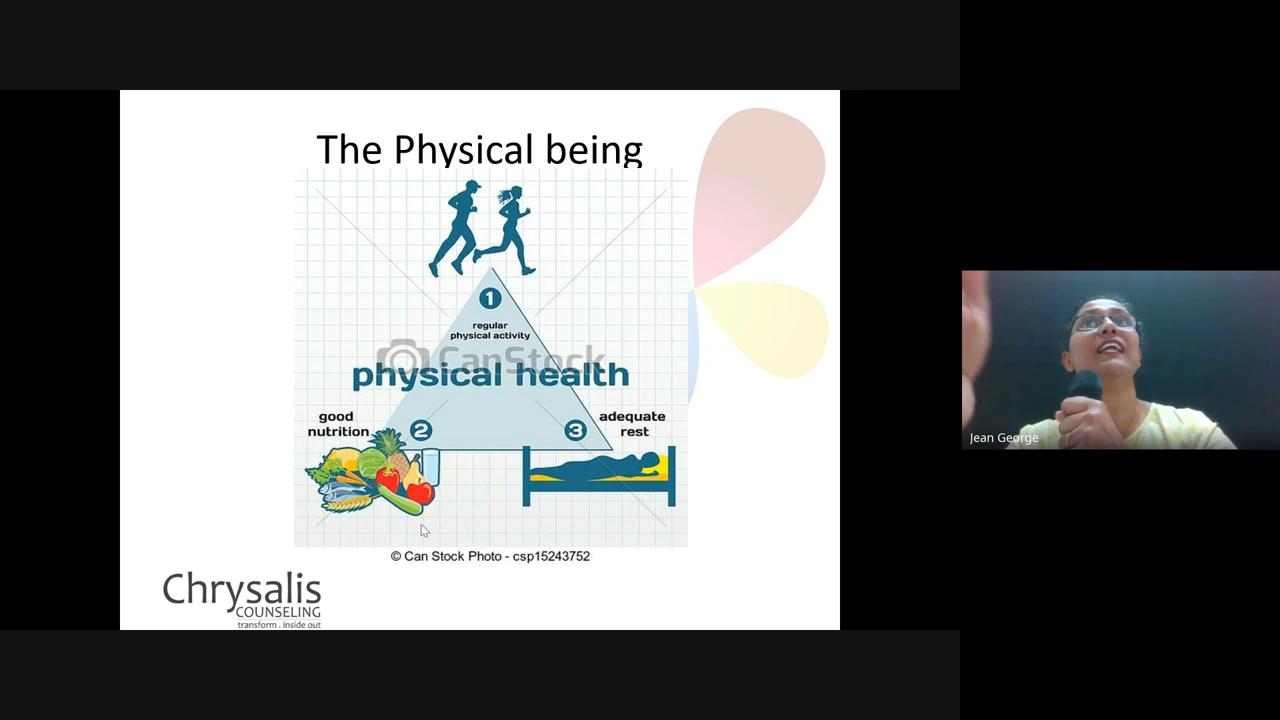 The Physical being
1
regular
physical activity
CanStock
physical health
good
nutrition
2
3
adequate
rest
© Can Stock Photo - csp15243752
Chrysalis
COUNSELING
transform . inside out
Jean George